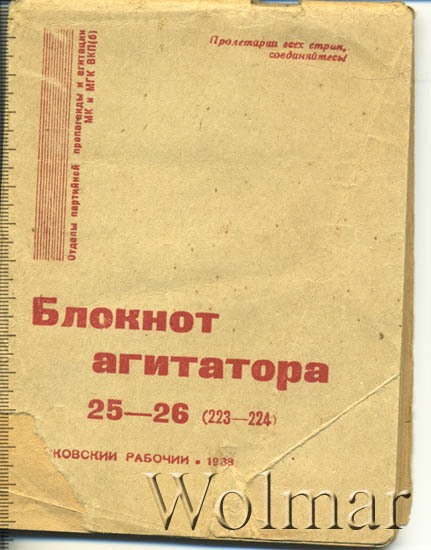 Пролетарии всех стран,
соединяйтесь!
Отделы партийной пропаганды и агитации
МК и МГК ВКП(б)
Блокнот
агитатора
25—26 (223—224)
КОВСКИЙ РАБОЧИЙ • 1938
Wolmar